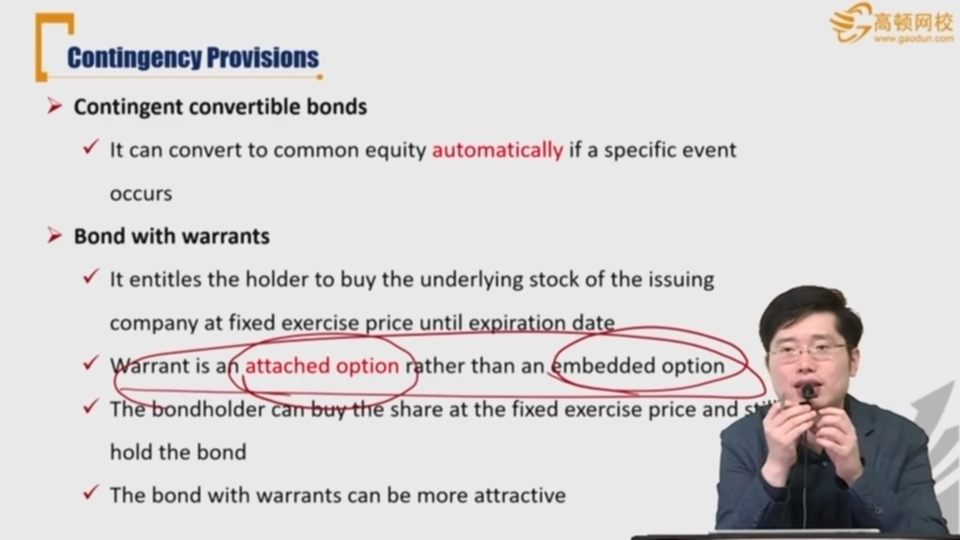 高顿网校
www.gaodun.com
Contingency Provisions
Contingent convertible bonds
It can convert to common equity automatically if a specific event
occurs
Bond with warrants
It entitles the holder to buy the underlying stock of the issuing
company at fixed exercise price until expiration date
Warrant is an attached option rather than an embedded option
The bondholder can buy the share at the fixed exercise price and
hold the bond
The bond with warrants can be more attractive